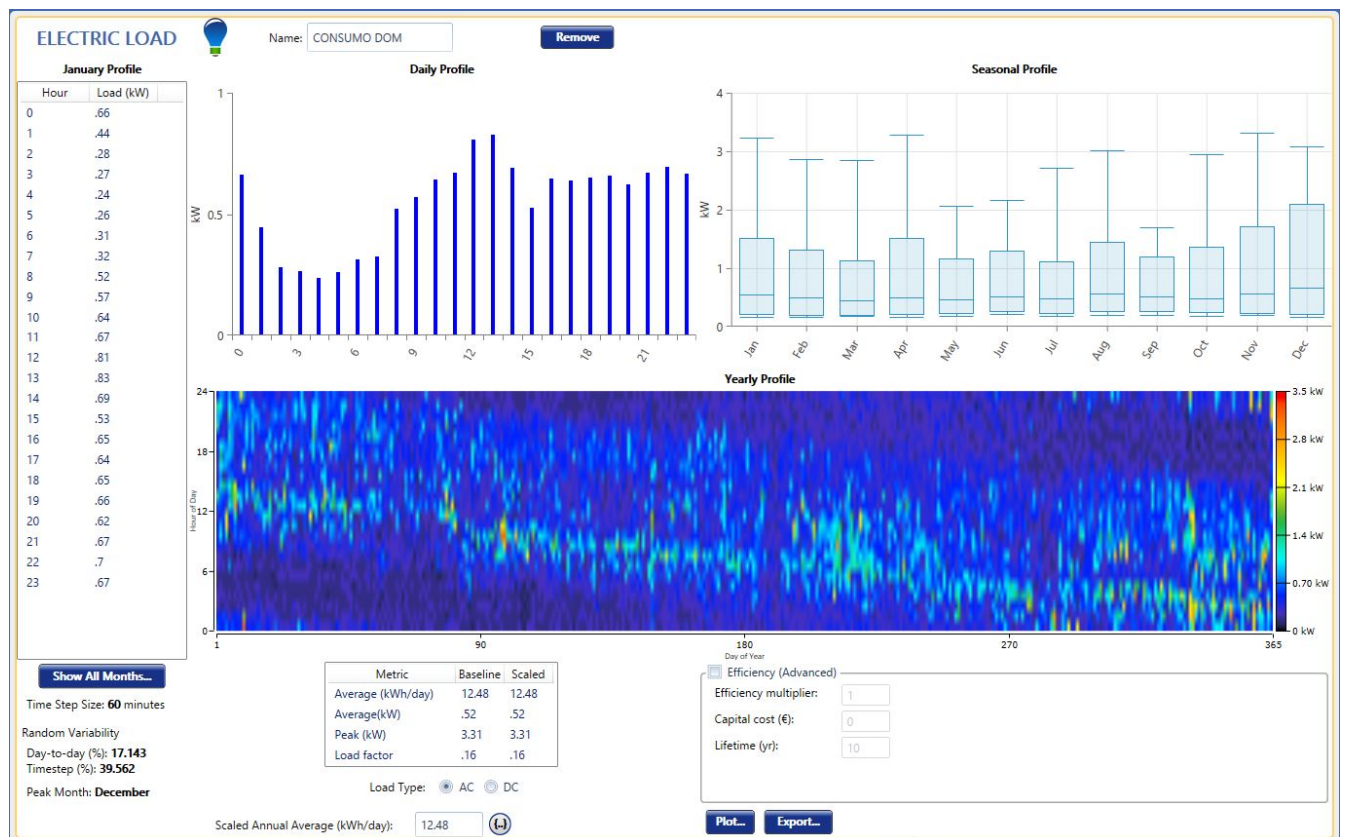 ELECTRIC LOAD
Name: CONSUMO DOM
Remove
January Profile
Hour Load (kW)
0 .66
1 .44
2 .28
3 .27
4 .24
5 .26
6 .31
7 .32
8 .52
9 .57
10 .64
11 .67
12 .81
13 .83
14 .69
15 .53
16 .65
17 .64
18 .65
19 .66
20 .62
21 .67
22 .7
23 .67
Show All Months...
Time Step Size: 60 minutes
Random Variability
Day-to-day (%): 17.143
Timestep (%): 39.562
Peak Month: December
Daily Profile
1
0.5
0
kW
0 3 6 9 12 15 18 21
Seasonal Profile
4
3
2
1
0
kW
Jan Feb Mar Apr May Jun Jul Aug Sep Oct Nov Dec
Yearly Profile
24
18
12
6
0
Hour of Day
1 90 180 270 365
Day of Year
3.5 kW
2.8 kW
2.1 kW
1.4 kW
0.70 kW
0 kW
Metric Baseline Scaled
Average (kWh/day) 12.48 12.48
Average(kW) .52 .52
Peak (kW) 3.31 3.31
Load factor .16 .16
Load Type: AC DC
Scaled Annual Average (kWh/day): 12.48 {..}
Efficiency (Advanced)
Efficiency multiplier: 1
Capital cost (€): 0
Lifetime (yr): 10
Plot... Export...